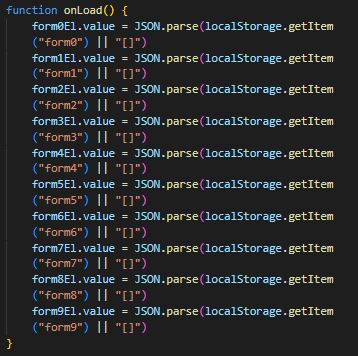 function onLoad() {
form0El.value = JSON.parse(localStorage.getItem
("form0") || "[]")
form1El.value = JSON.parse(localStorage.getItem
("form1") || "[]")
form2El.value = JSON.parse(localStorage.getItem
("form2") || "[]")
form3El.value = JSON.parse(localStorage.getItem
("form3") || "[]")
form4El.value = JSON.parse(localStorage.getItem
("form4") || "[]")
form5El.value = JSON.parse(localStorage.getItem
("form5") || "[]")
form6El.value = JSON.parse(localStorage.getItem
("form6") || "[]")
form7El.value = JSON.parse(localStorage.getItem
("form7") || "[]")
form8El.value = JSON.parse(localStorage.getItem
("form8") || "[]")
form9El.value = JSON.parse(localStorage.getItem
("form9") || "[]")
}